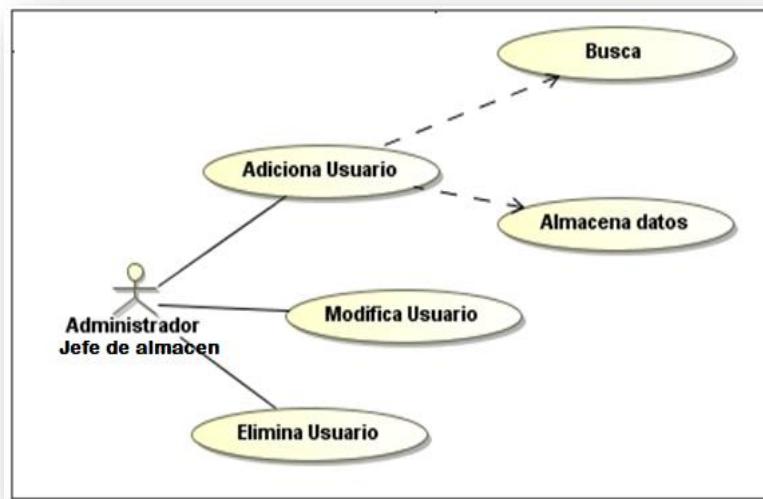 Busca
Adiciona Usuario
Almacena datos
Modifica Usuario
Administrador
Jefe de almacen
Elimina Usuario